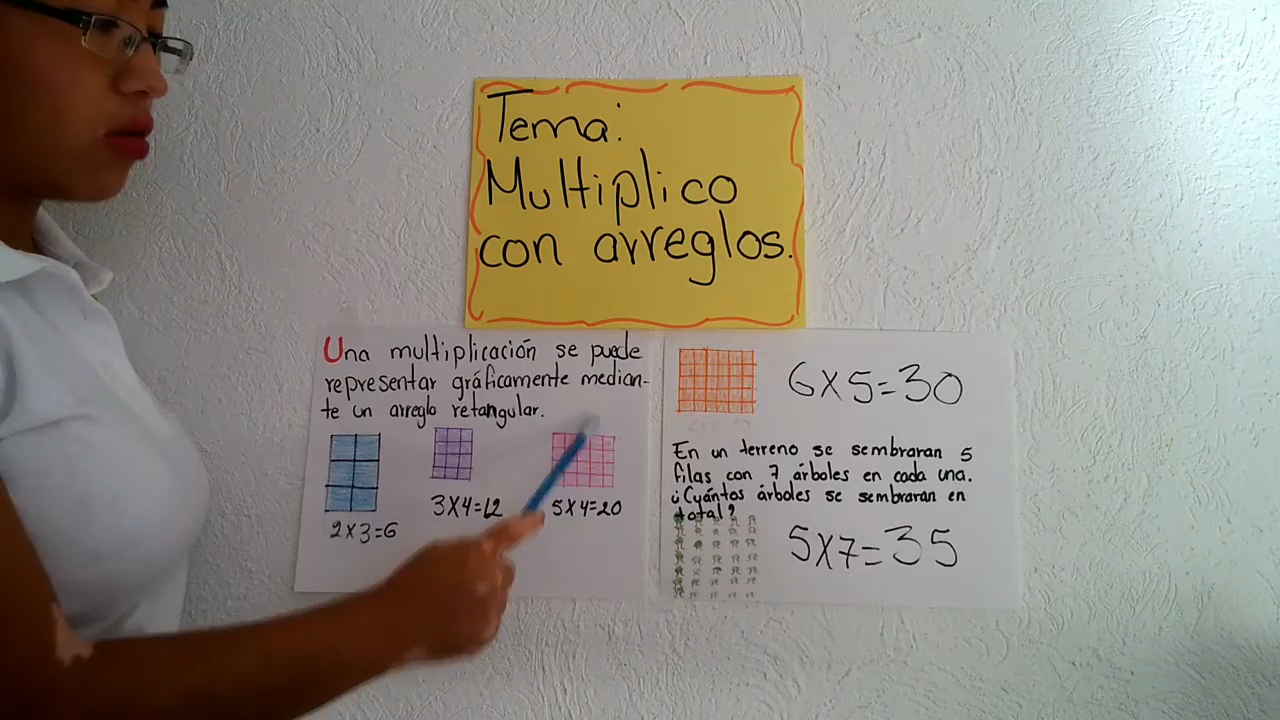 Tema:
Multiplico
con arreglos.
Una multiplicación se puede
representar gráficamente median-
te un arreglo retangular.
2x3=6
3x4=12
5x4=20
6x5=30
En un terreno se sembraran 5
filas con 7 árboles en cada una.
¿Cuántos árboles se sembraran en
total?
5x7=35